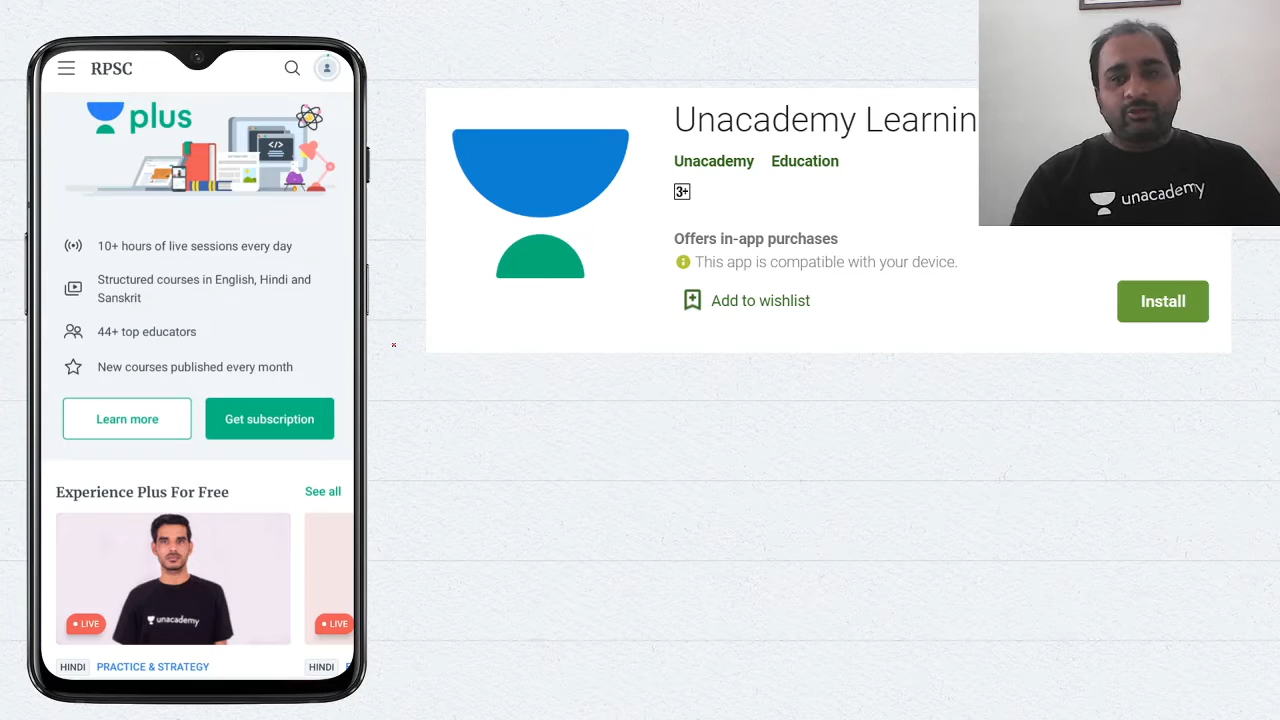 RPSC
plus
10+ hours of live sessions every day
Structured courses in English, Hindi and
Sanskrit
44+ top educators
New courses published every month
Learn more
Get subscription
Experience Plus For Free
See all
unacademy
LIVE
LIVE
HINDI
PRACTICE & STRATEGY
HINDI
Unacademy Learnin
Unacademy
Education
3+
Offers in-app purchases
This app is compatible with your device.
Add to wishlist
Install
unacademy